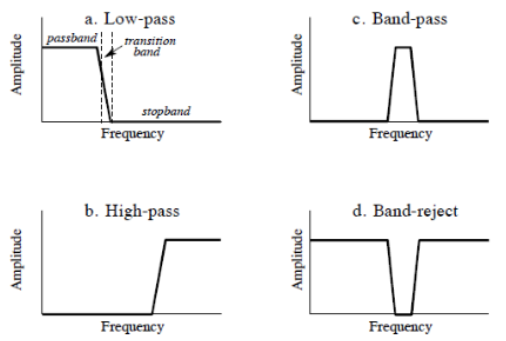 a. Low-pass
passband
transition
band
stopband
Amplitude
Frequency
c. Band-pass
Amplitude
Frequency
b. High-pass
Amplitude
Frequency
d. Band-reject
Amplitude
Frequency